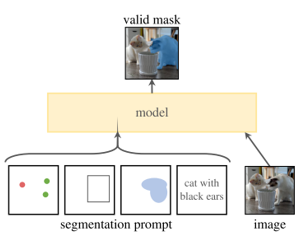 valid mask
model
cat with
black ears
segmentation prompt
image